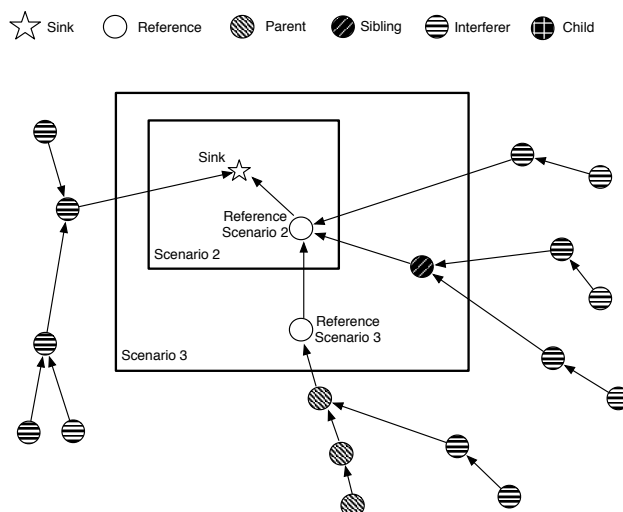 Sink Reference Parent Sibling Interferer Child
Sink
Reference
Scenario 2
Scenario 2
Reference
Scenario 3
Scenario 3